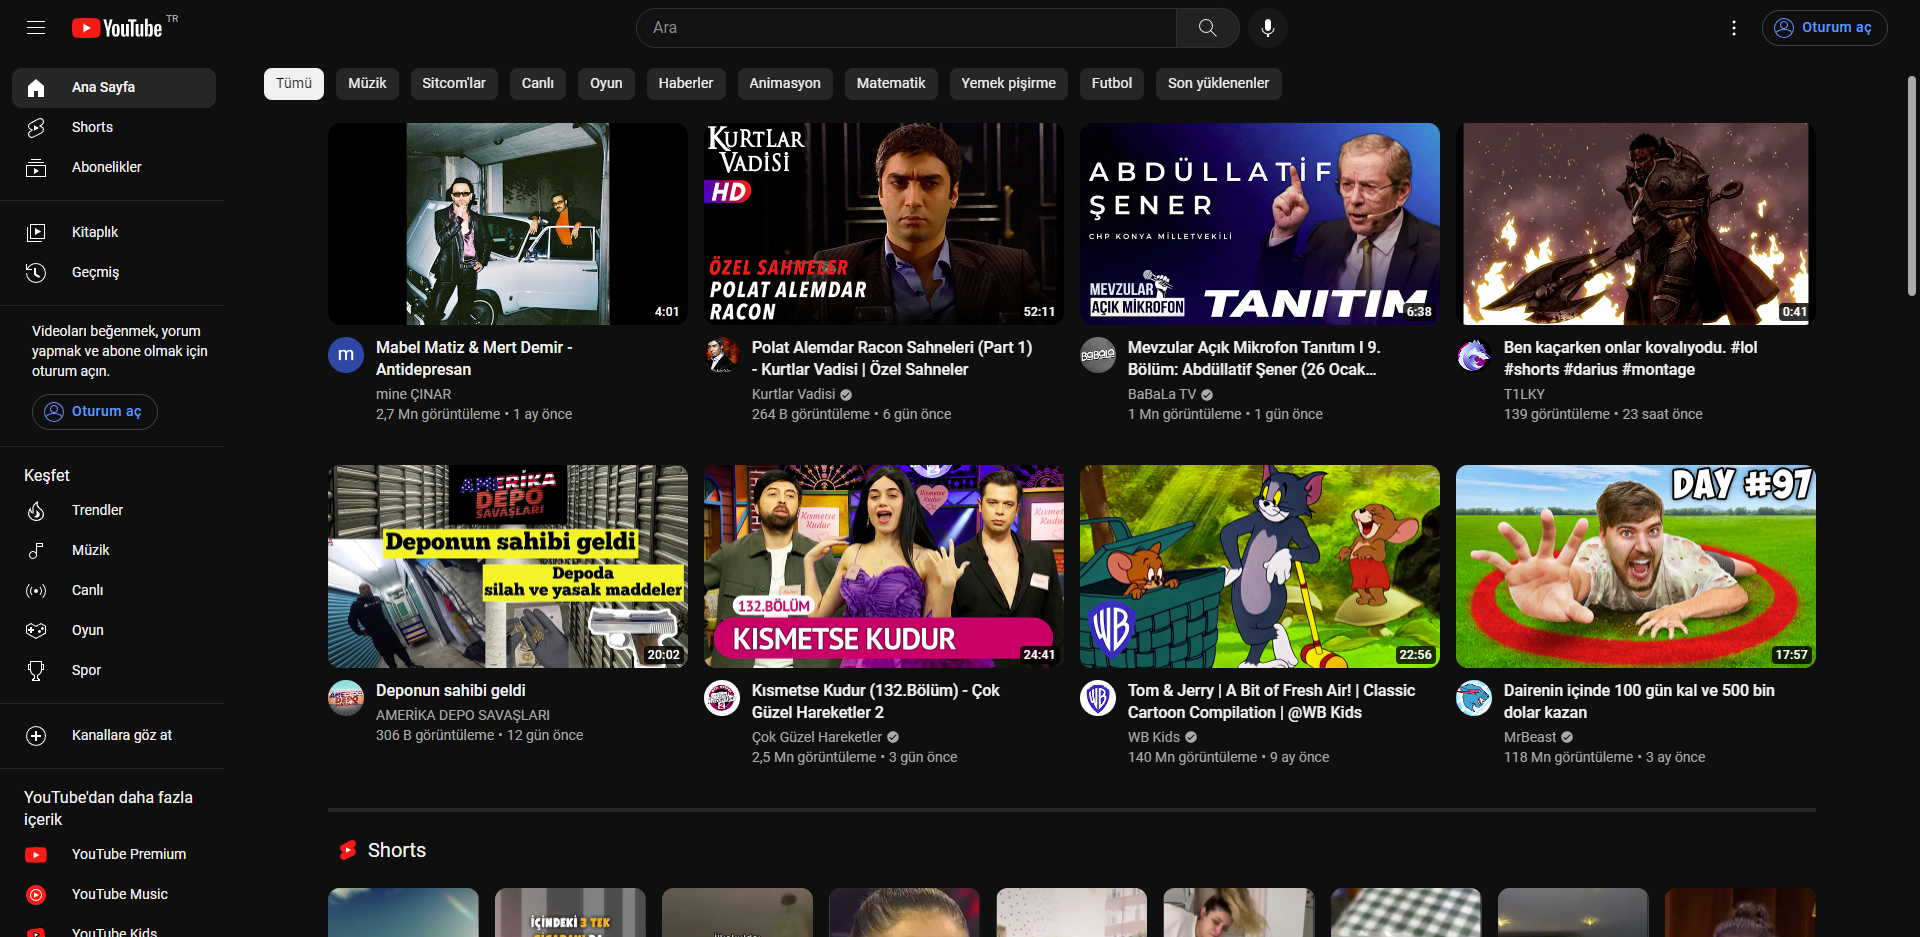 YouTube TR
Ara
Oturum aç
Ana Sayfa
Shorts
Abonelikler
Kitaplık
Geçmiş
Videoları beğenmek, yorum
yapmak ve abone olmak için
oturum açın.
Oturum aç
Keşfet
Trendler
Müzik
Canlı
Oyun
Spor
Kanallara göz at
YouTube'dan daha fazla
içerik
YouTube Premium
YouTube Music
YouTube Kids
Tümü
Müzik
Sitcom'lar
Canlı
Oyun
Haberler
Animasyon
Matematik
Yemek pişirme
Futbol
Son yüklenenler
4:01
m
Mabel Matiz & Mert Demir -
Antidepresan
mine ÇINAR
2,7 Mn görüntüleme • 1 ay önce
KURTLAR
VADİSİ
HD
ÖZEL SAHNELER
POLAT ALEMDAR
RACON
52:11
Polat Alemdar Racon Sahneleri (Part 1)
- Kurtlar Vadisi | Özel Sahneler
Kurtlar Vadisi
264 B görüntüleme • 6 gün önce
ABDÜLLATİF
ŞENER
CHP KONYA MİLLETVEKİLİ
MEVZULAR
AÇIK MİKROFON
TANITIM
6:38
BABALA
Mevzular Açık Mikrofon Tanıtım I 9.
Bölüm: Abdüllatif Şener (26 Ocak...
BaBaLa TV
1 Mn görüntüleme • 1 gün önce
0:41
Ben kaçarken onlar kovalıyodu. #lol
#shorts #darius #montage
T1LKY
139 görüntüleme • 23 saat önce
AMERİKA
DEPO
SAVAŞLARI
Deponun sahibi geldi
Depoda
silah ve yasak maddeler
20:02
Deponun sahibi geldi
AMERİKA DEPO SAVAŞLARI
306 B görüntüleme • 12 gün önce
Kısmetse
Kudur
Kısmetse
Kudur
132.BÖLÜM
KISMETSE KUDUR
24:41
Kısmetse Kudur (132.Bölüm) - Çok
Güzel Hareketler 2
Çok Güzel Hareketler
2,5 Mn görüntüleme • 3 gün önce
WB
22:56
WB
Tom & Jerry | A Bit of Fresh Air! | Classic
Cartoon Compilation | @WB Kids
WB Kids
140 Mn görüntüleme • 9 ay önce
DAY #97
17:57
Dairenin içinde 100 gün kal ve 500 bin
dolar kazan
MrBeast
118 Mn görüntüleme • 3 ay önce
Shorts
İÇİNDEKİ 3 TEK